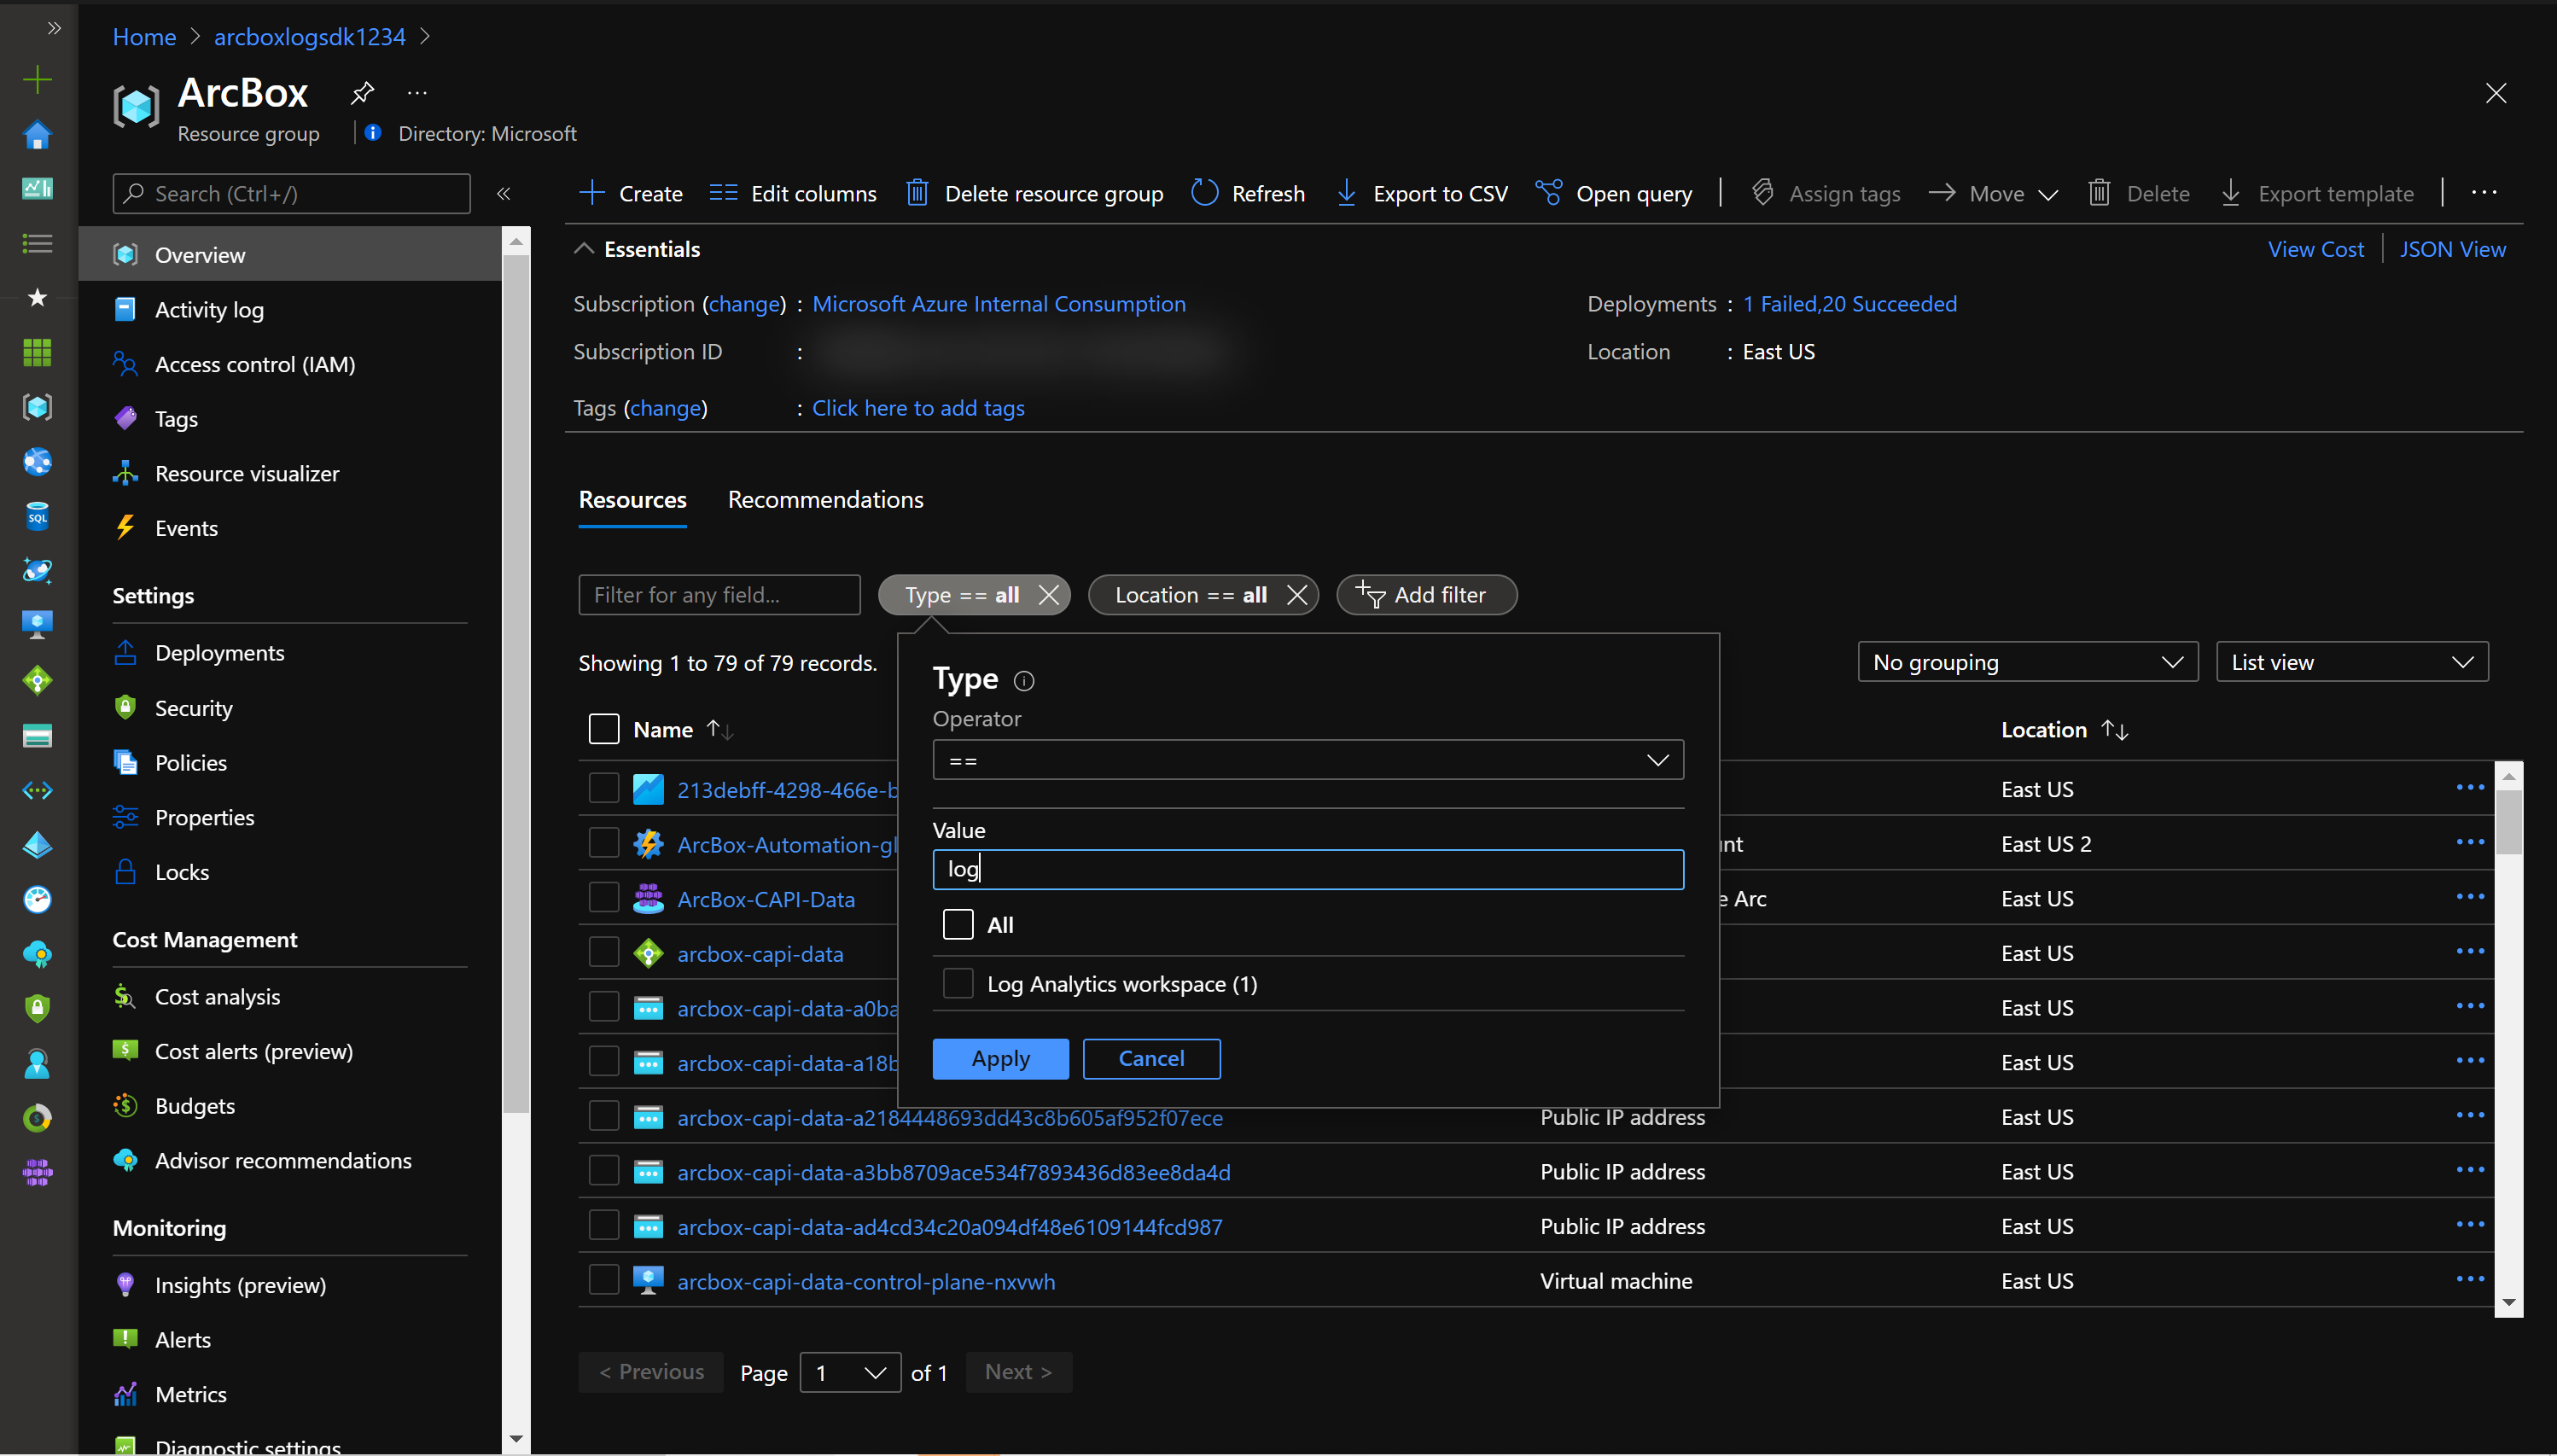 Home > arcboxlogsdk1234 >
ArcBox
Resource group
Directory: Microsoft
Search (Ctrl+/)
Overview
Activity log
Access control (IAM)
Tags
Resource visualizer
Events
Settings
Deployments
Security
Policies
Properties
Locks
Cost Management
Cost analysis
Cost alerts (preview)
Budgets
Advisor recommendations
Monitoring
Insights (preview)
Alerts
Metrics
Diagnostic settings
SQL
Create Edit columns Delete resource group Refresh Export to CSV Open query Assign tags Move Delete Export template
Essentials
View Cost JSON View
Subscription (change) : Microsoft Azure Internal Consumption
Subscription ID :
Tags (change) : Click here to add tags
Deployments : 1 Failed,20 Succeeded
Location : East US
Resources Recommendations
Filter for any field... Type == all Location == all Add filter
Showing 1 to 79 of 79 records.
No grouping List view
Type
Operator
==
Value
log
All
Log Analytics workspace (1)
Apply Cancel
Name Location
213debff-4298-466e-b East US
ArcBox-Automation-gl nt East US 2
ArcBox-CAPI-Data e Arc East US
arcbox-capi-data East US
arcbox-capi-data-a0ba East US
arcbox-capi-data-a18b East US
arcbox-capi-data-a2184448693dd43c8b605af952f07ece Public IP address East US
arcbox-capi-data-a3bb8709ace534f7893436d83ee8da4d Public IP address East US
arcbox-capi-data-ad4cd34c20a094df48e6109144fcd987 Public IP address East US
arcbox-capi-data-control-plane-nxvwh Virtual machine East US
< Previous Page 1 of 1 Next >